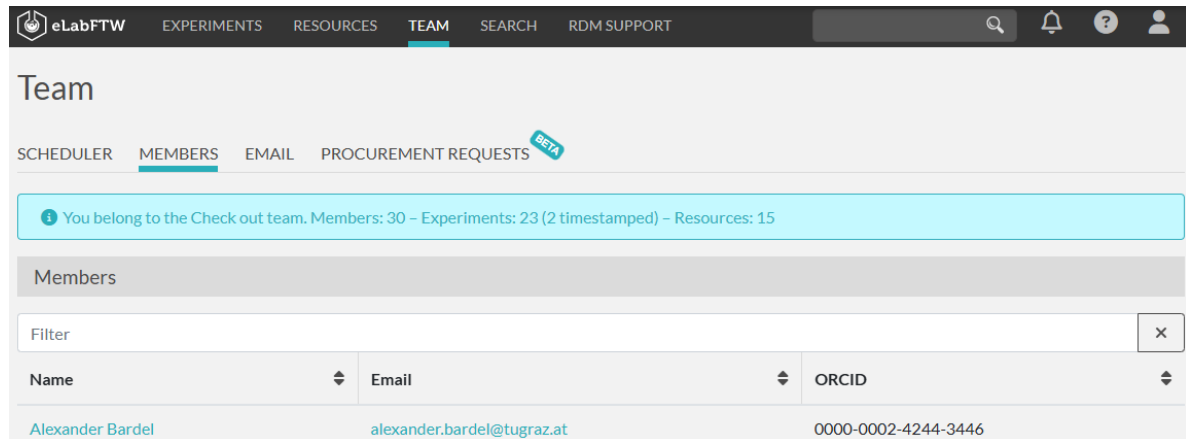 eLabFTW EXPERIMENTS RESOURCES TEAM SEARCH RDM SUPPORT ?
Team
SCHEDULER MEMBERS EMAIL PROCUREMENT REQUESTS BETA
You belong to the Check out team. Members: 30 – Experiments: 23 (2 timestamped) – Resources: 15
Members
Filter
Name Email ORCID
Alexander Bardel alexander.bardel@tugraz.at 0000-0002-4244-3446